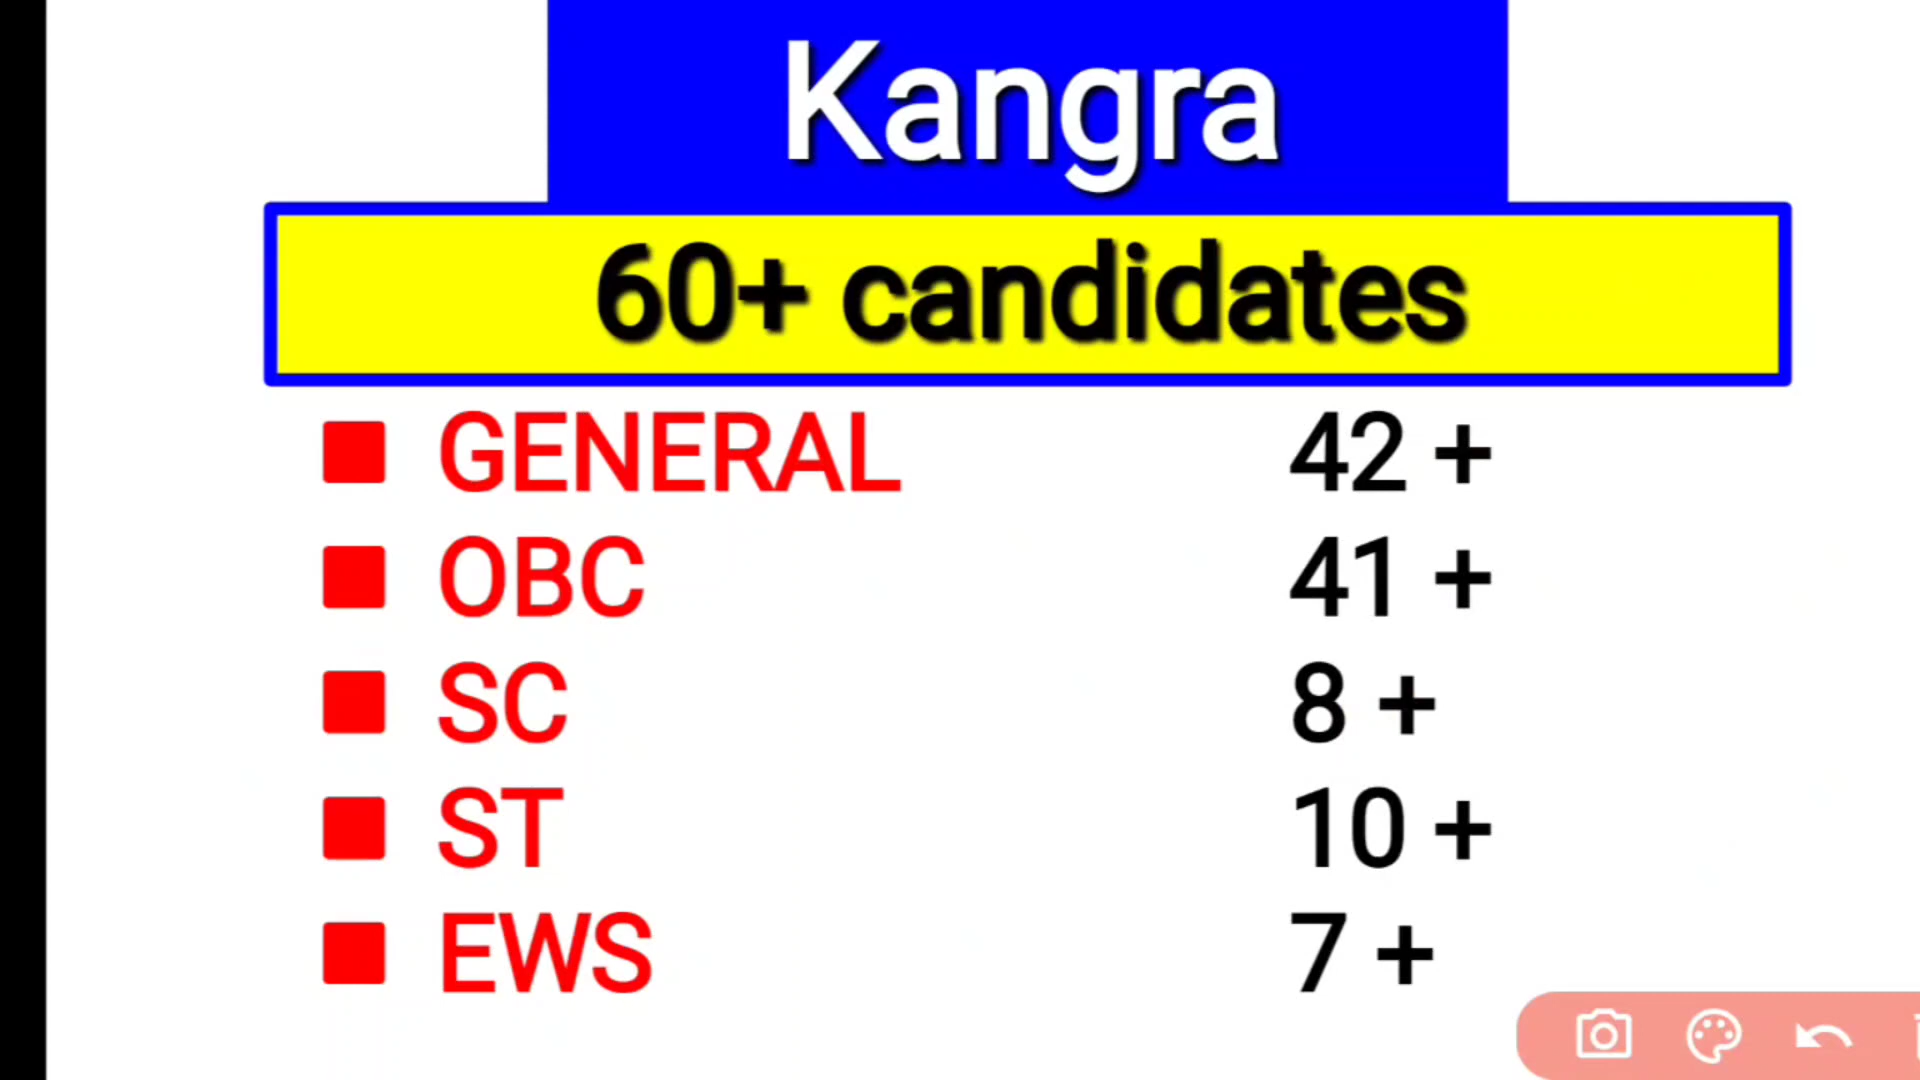 Kangra
60+ candidates
GENERAL 42 +
OBC 41 +
SC 8 +
ST 10 +
EWS 7 +